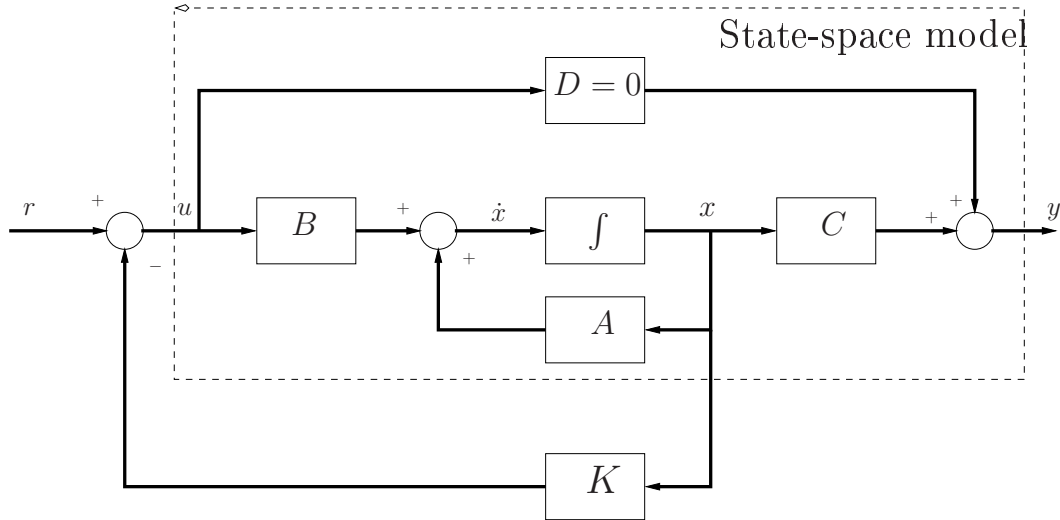 State-space model
D = 0
r
+
−
u
B
+
+
ẋ
∫
x
C
+
+
y
A
K